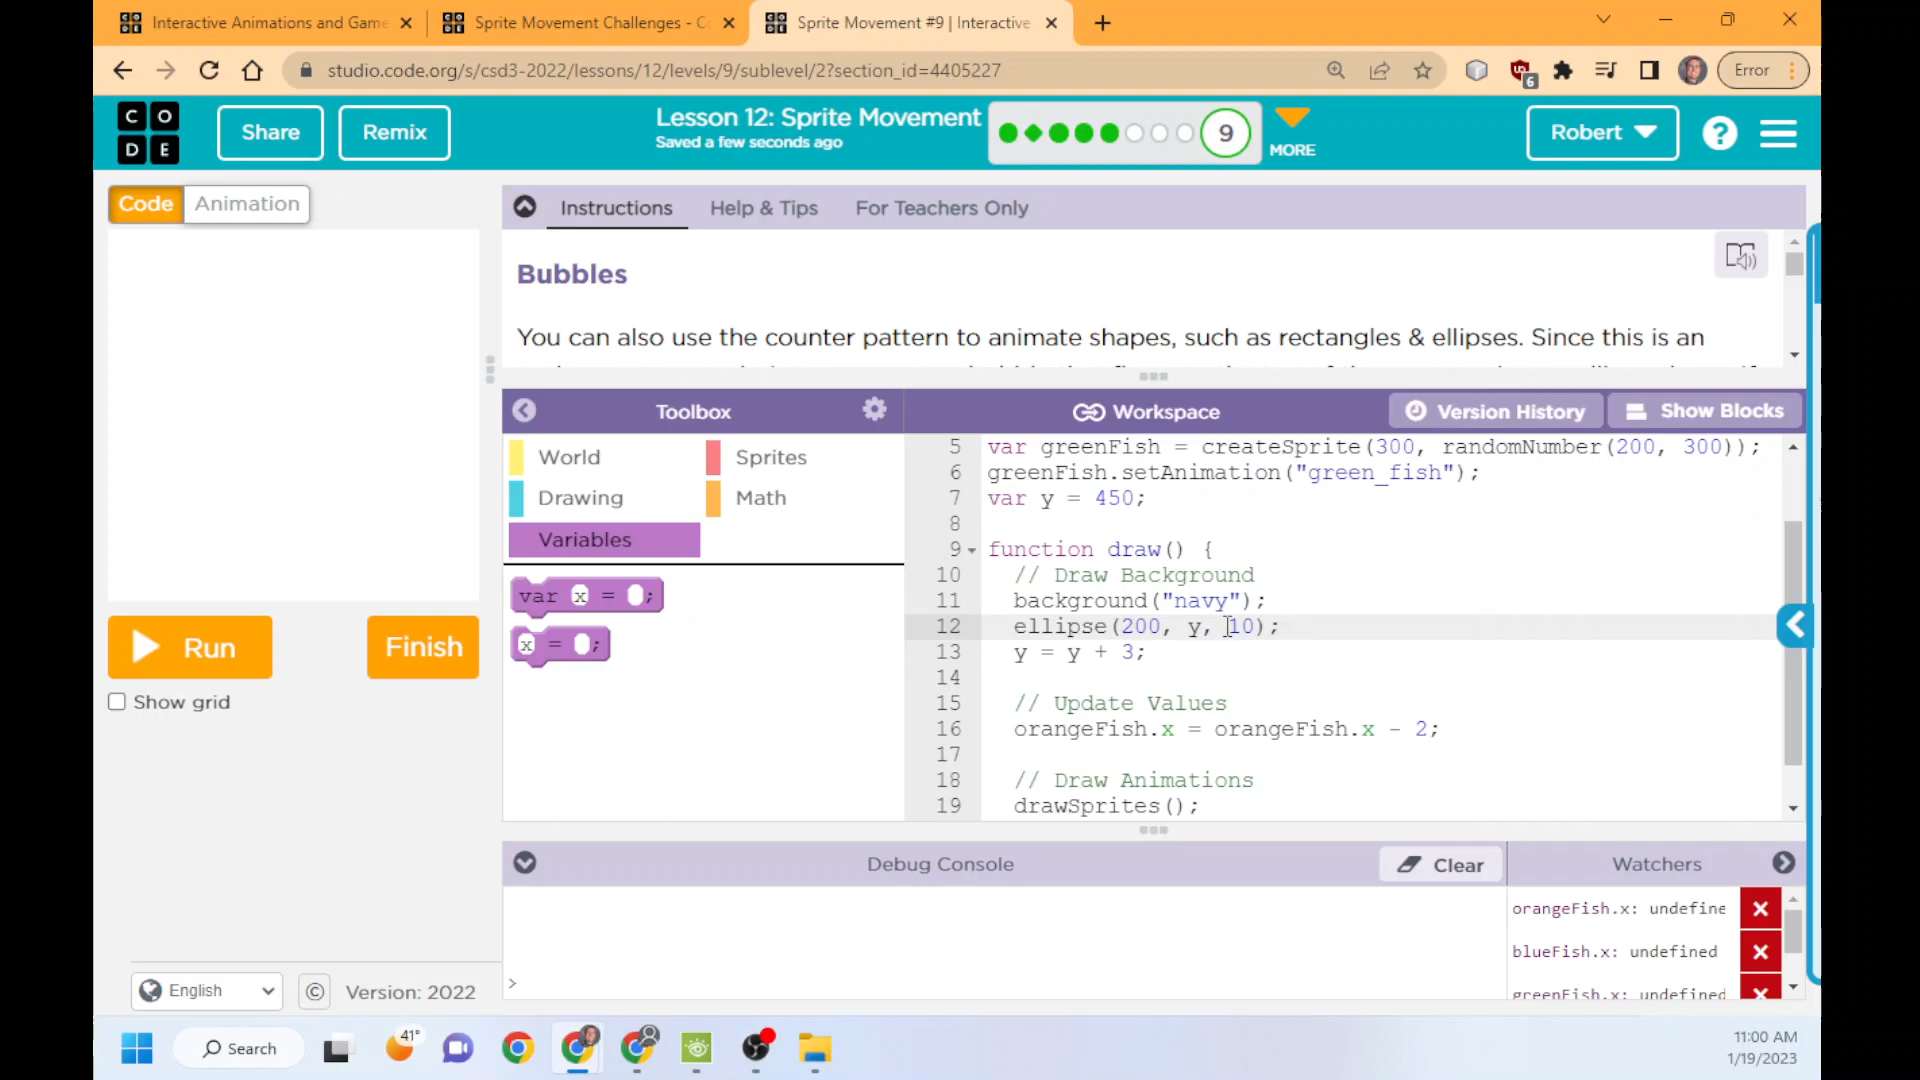 Interactive Animations and Game
Sprite Movement Challenges - Co
Sprite Movement #9 | Interactive
studio.code.org/s/csd3-2022/lessons/12/levels/9/sublevel/2?section_id=4405227
6
Error
C O
D E
Share
Remix
Lesson 12: Sprite Movement
Saved a few seconds ago
9
MORE
Robert
?
Code
Animation
Instructions
Help & Tips
For Teachers Only
Bubbles
You can also use the counter pattern to animate shapes, such as rectangles & ellipses. Since this is an
Toolbox
Workspace
Version History
Show Blocks
World
Sprites
Drawing
Math
Variables
var x = ;
x = ;
5 var greenFish = createSprite(300, randomNumber(200, 300));
6 greenFish.setAnimation("green_fish");
7 var y = 450;
8
9 function draw() {
10 // Draw Background
11 background("navy");
12 ellipse(200, y, 10);
13 y = y + 3;
14
15 // Update Values
16 orangeFish.x = orangeFish.x - 2;
17
18 // Draw Animations
19 drawSprites();
Run
Finish
Show grid
Debug Console
Clear
Watchers
orangeFish.x: undefine
blueFish.x: undefined
greenFish.x: undefined
>
English
©
Version: 2022
Search
41°
11:00 AM
1/19/2023